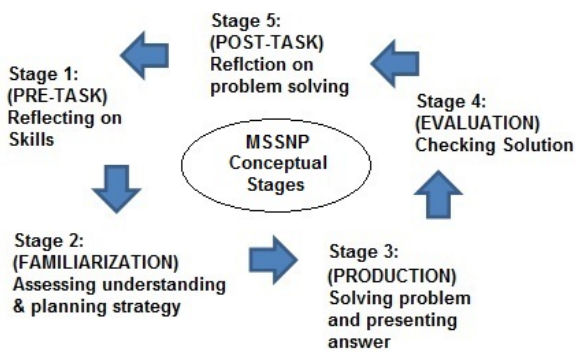 Stage 5:
(POST-TASK)
Reflction on
problem solving
Stage 1:
(PRE-TASK)
Reflecting on
Skills
Stage 4:
(EVALUATION)
Checking Solution
MSSNP
Conceptual
Stages
Stage 2:
(FAMILIARIZATION)
Assessing understanding
& planning strategy
Stage 3:
(PRODUCTION)
Solving problem
and presenting
answer